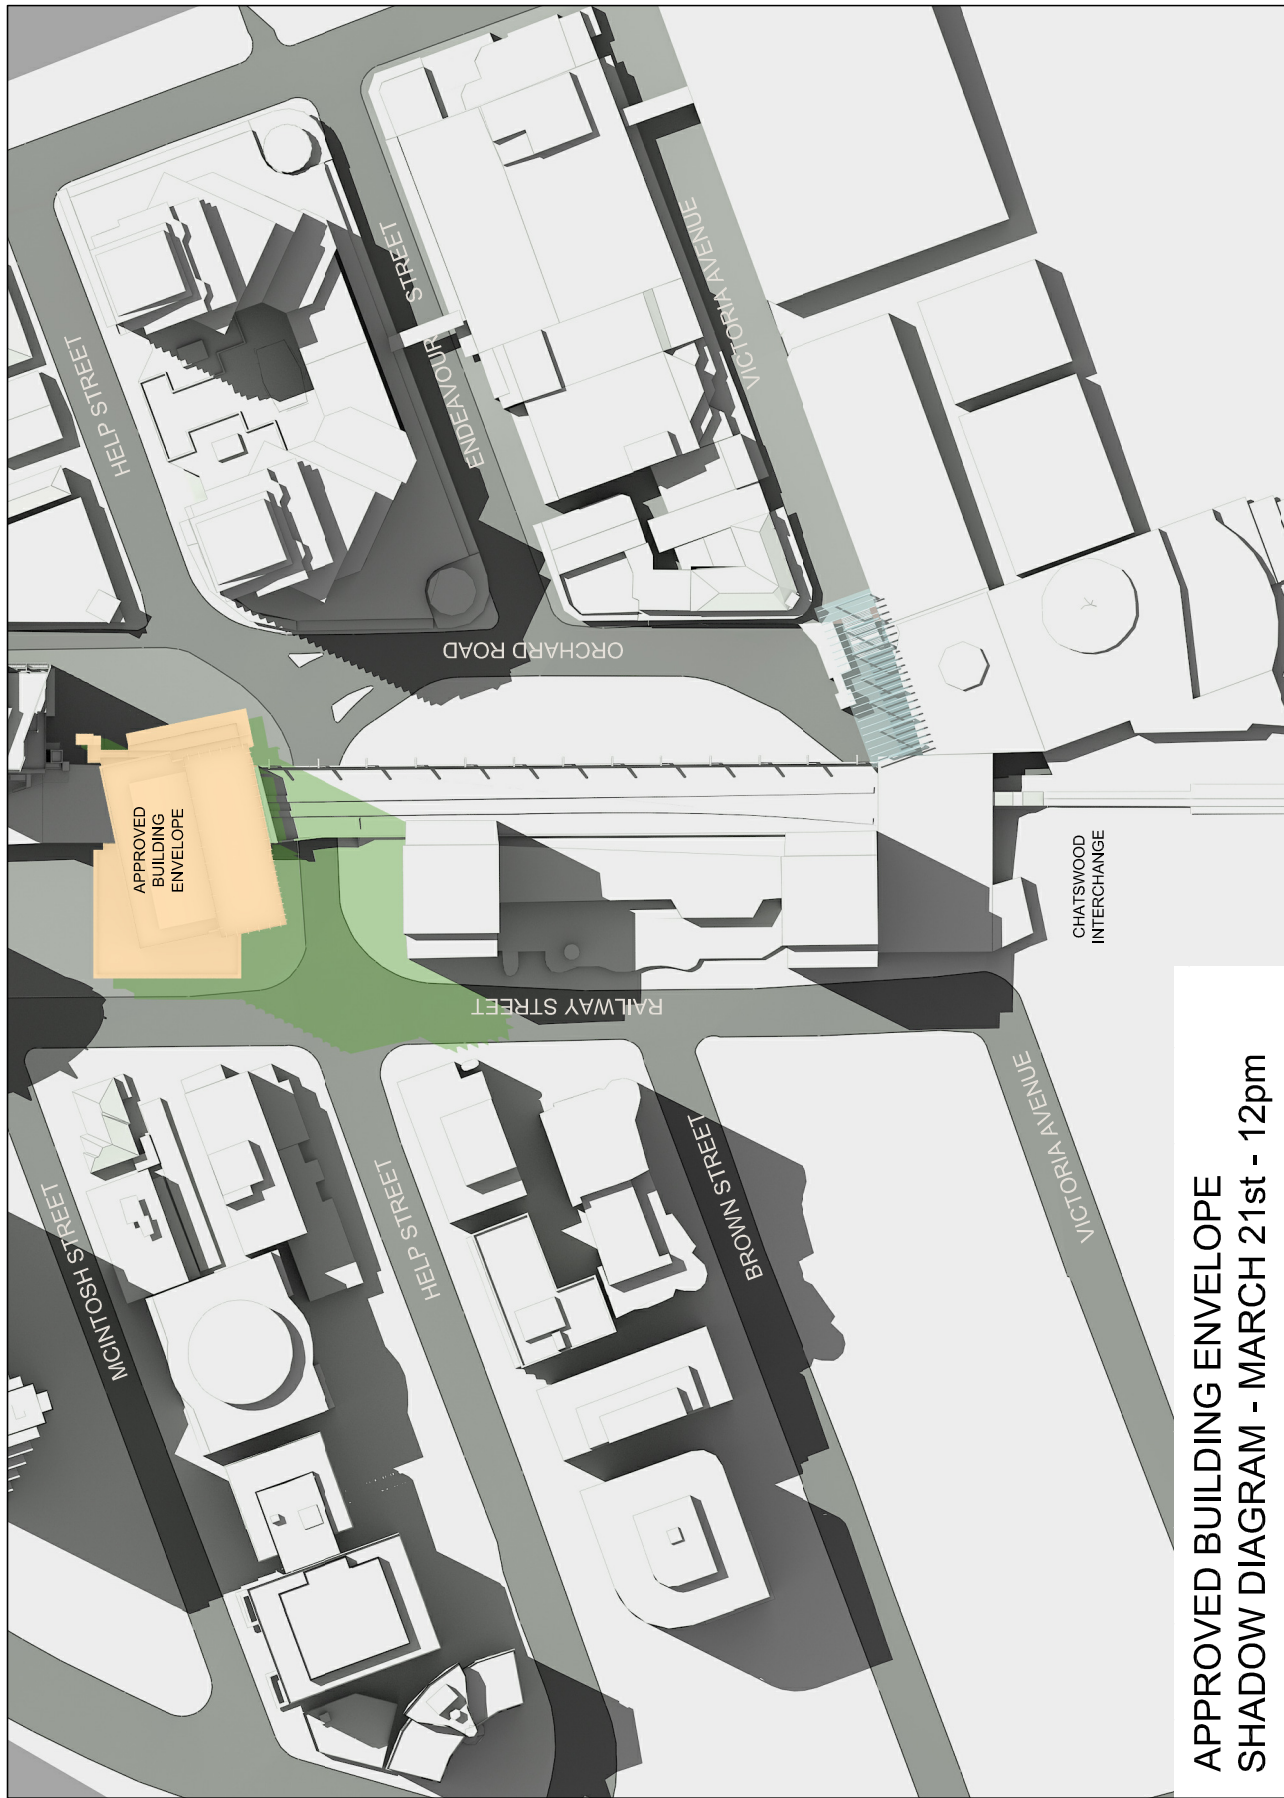 HELP STREET
ENDEAVOUR STREET
VICTORIA AVENUE
ORCHARD ROAD
APPROVED
BUILDING
ENVELOPE
CHATSWOOD
INTERCHANGE
RAILWAY STREET
MCINTOSH STREET
HELP STREET
BROWN STREET
VICTORIA AVENUE
APPROVED BUILDING ENVELOPE
SHADOW DIAGRAM - MARCH 21st - 12pm